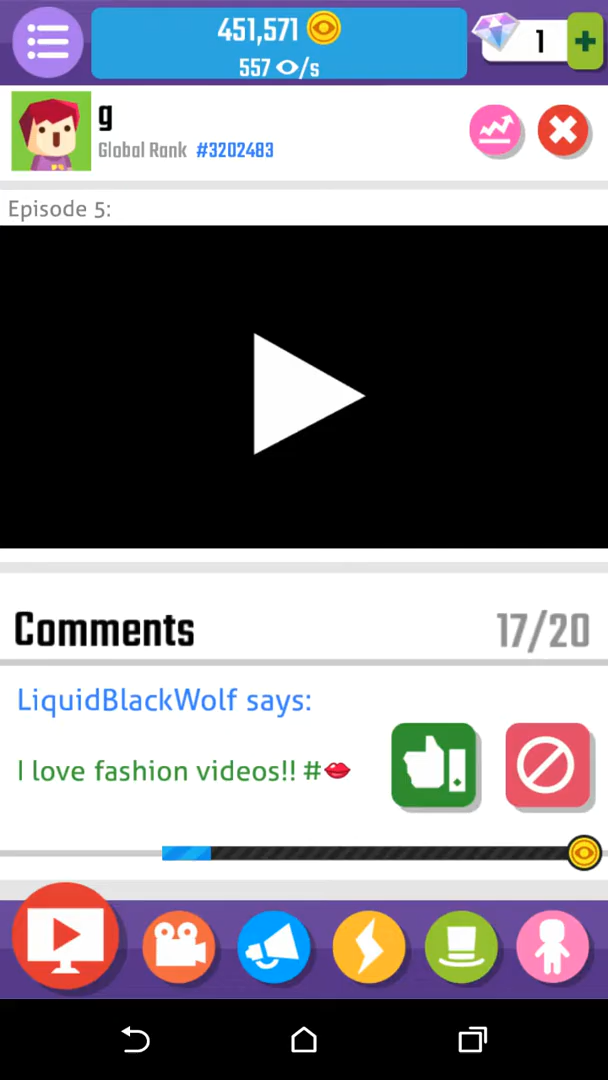 451,571
557 /s
1
g
Global Rank #3202483
Episode 5:
Comments 17/20
LiquidBlackWolf says:
I love fashion videos!! #💋